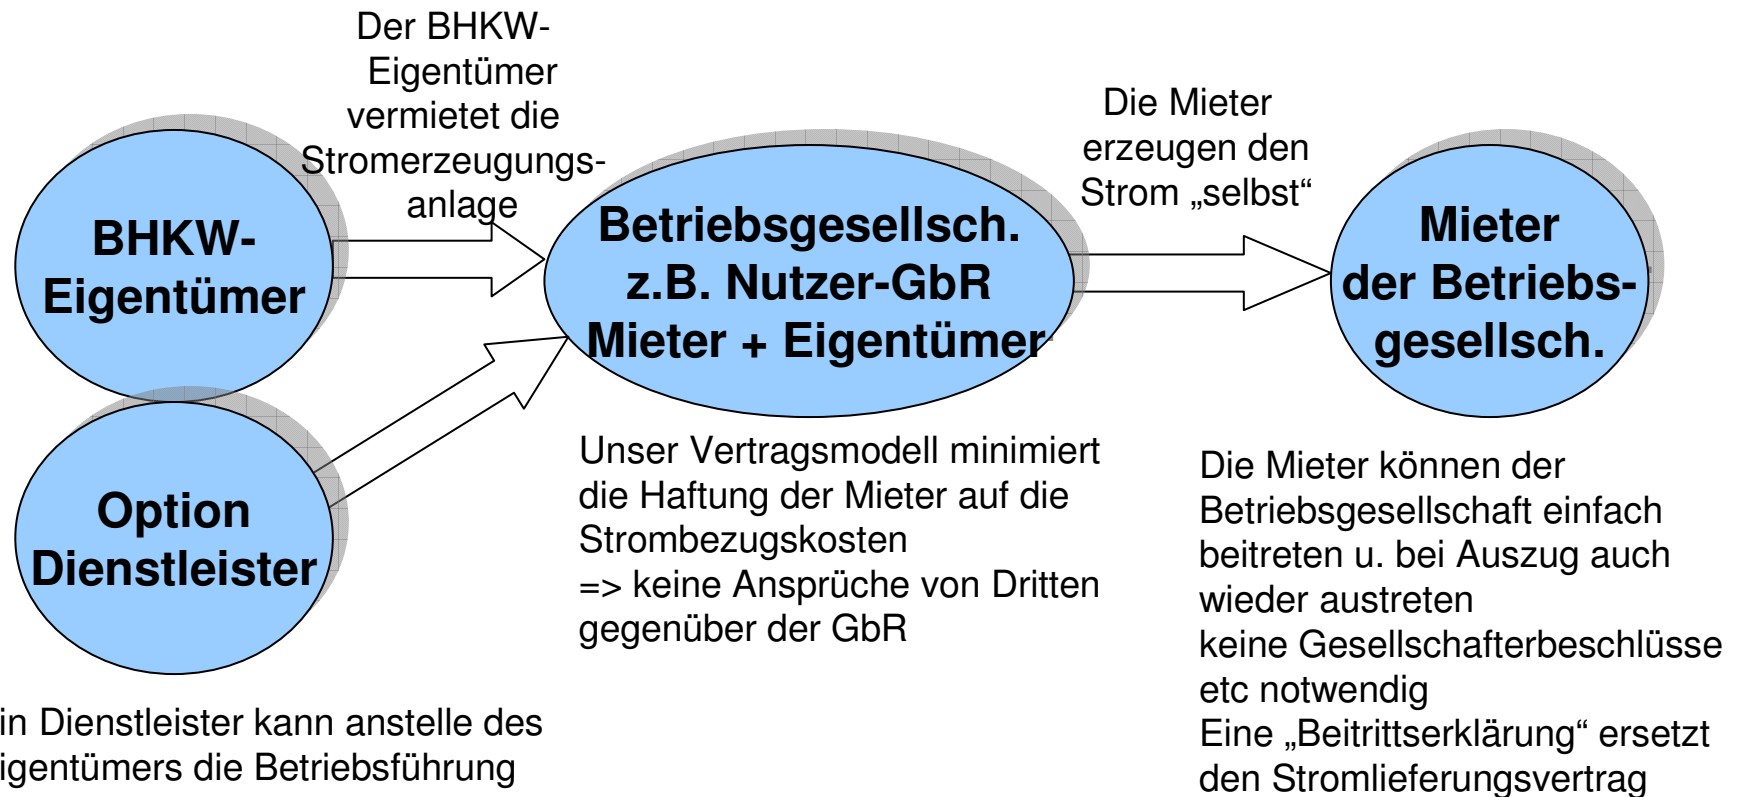 Der BHKW-
Eigentümer
vermietet die
Stromerzeugungs-
anlage
Die Mieter
erzeugen den
Strom „selbst“
BHKW-
Eigentümer
Betriebsgesellsch.
z.B. Nutzer-GbR
Mieter + Eigentümer
Mieter
der Betriebs-
gesellsch.
Option
Dienstleister
Unser Vertragsmodell minimiert
die Haftung der Mieter auf die
Strombezugskosten
=> keine Ansprüche von Dritten
gegenüber der GbR
Die Mieter können der
Betriebsgesellschaft einfach
beitreten u. bei Auszug auch
wieder austreten
keine Gesellschafterbeschlüsse
etc notwendig
Eine „Beitrittserklärung“ ersetzt
den Stromlieferungsvertrag
in Dienstleister kann anstelle des
igentümers die Betriebsführung